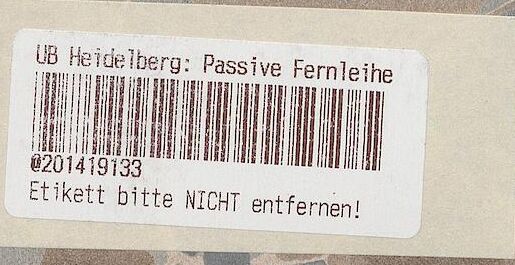 UB Heidelberg: Passive Fernleihe
@201419133
Etikett bitte NICHT entfernen!